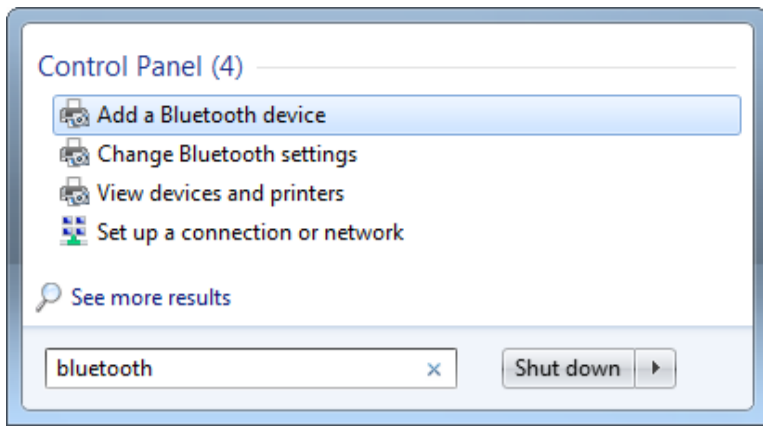 Control Panel (4)
Add a Bluetooth device
Change Bluetooth settings
View devices and printers
Set up a connection or network
See more results
bluetooth
Shut down